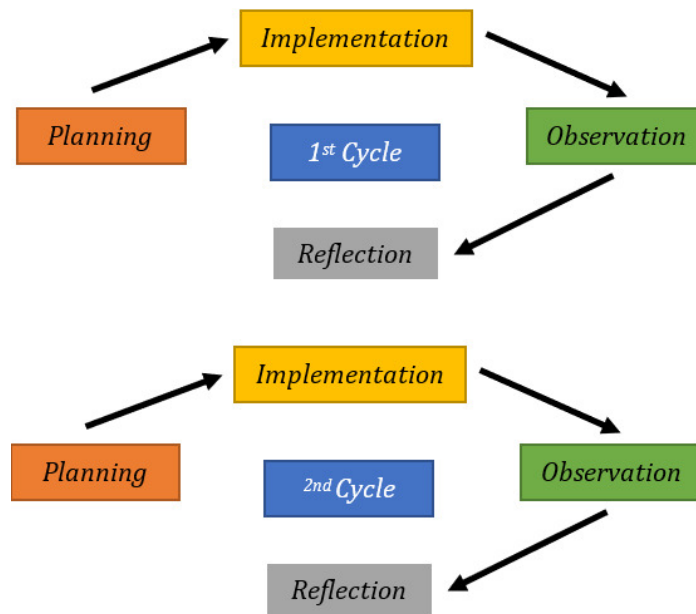 Implementation
Planning
1st Cycle
Observation
Reflection
Implementation
Planning
2nd Cycle
Observation
Reflection